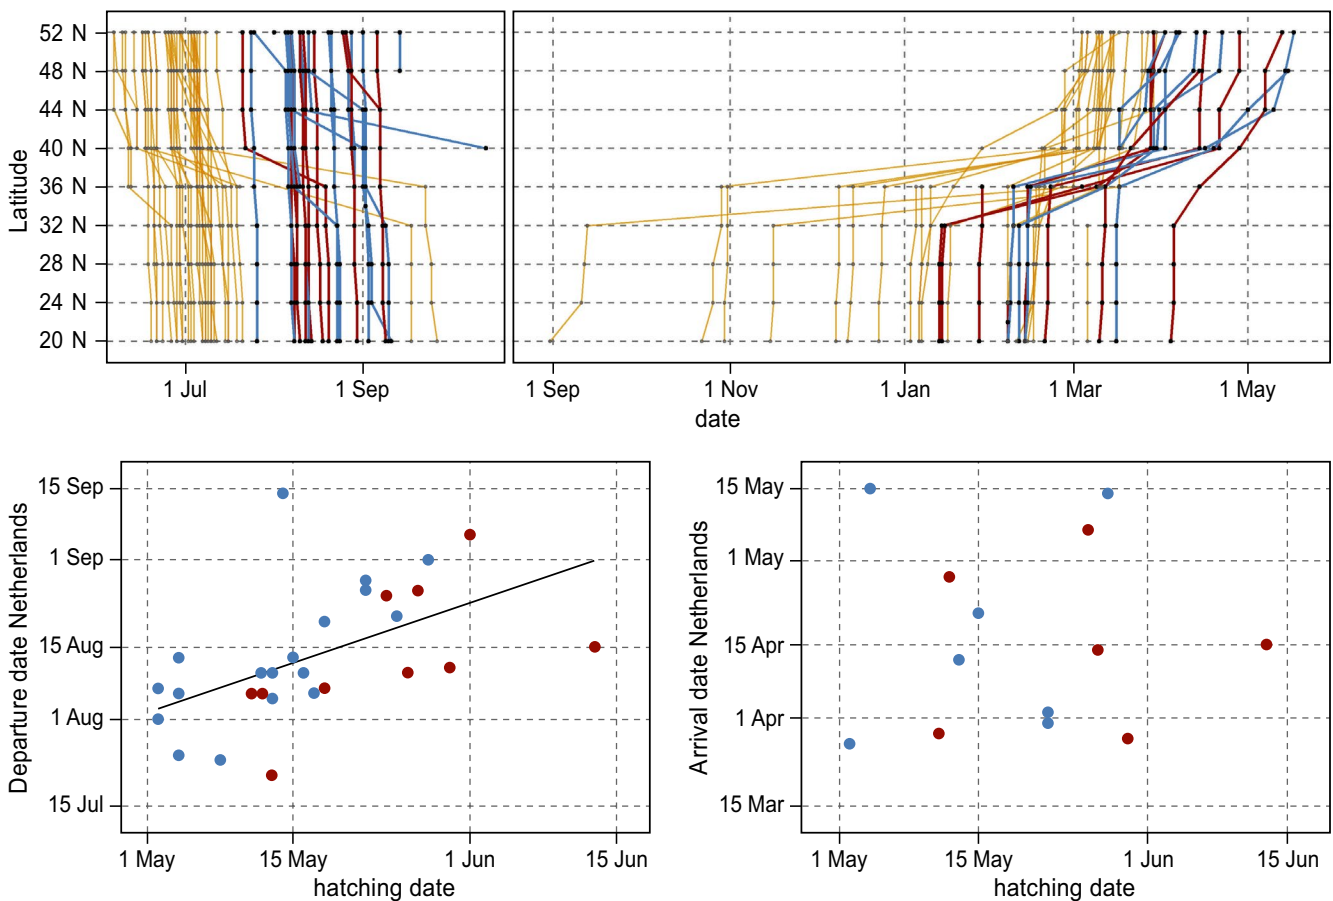 Latitude
52 N
48 N
44 N
40 N
36 N
32 N
28 N
24 N
20 N
1 Jul
1 Sep
1 Sep
1 Nov
1 Jan
1 Mar
1 May
date
Departure date Netherlands
15 Sep
1 Sep
15 Aug
1 Aug
15 Jul
1 May
15 May
1 Jun
15 Jun
hatching date
Arrival date Netherlands
15 May
1 May
15 Apr
1 Apr
15 Mar
1 May
15 May
1 Jun
15 Jun
hatching date